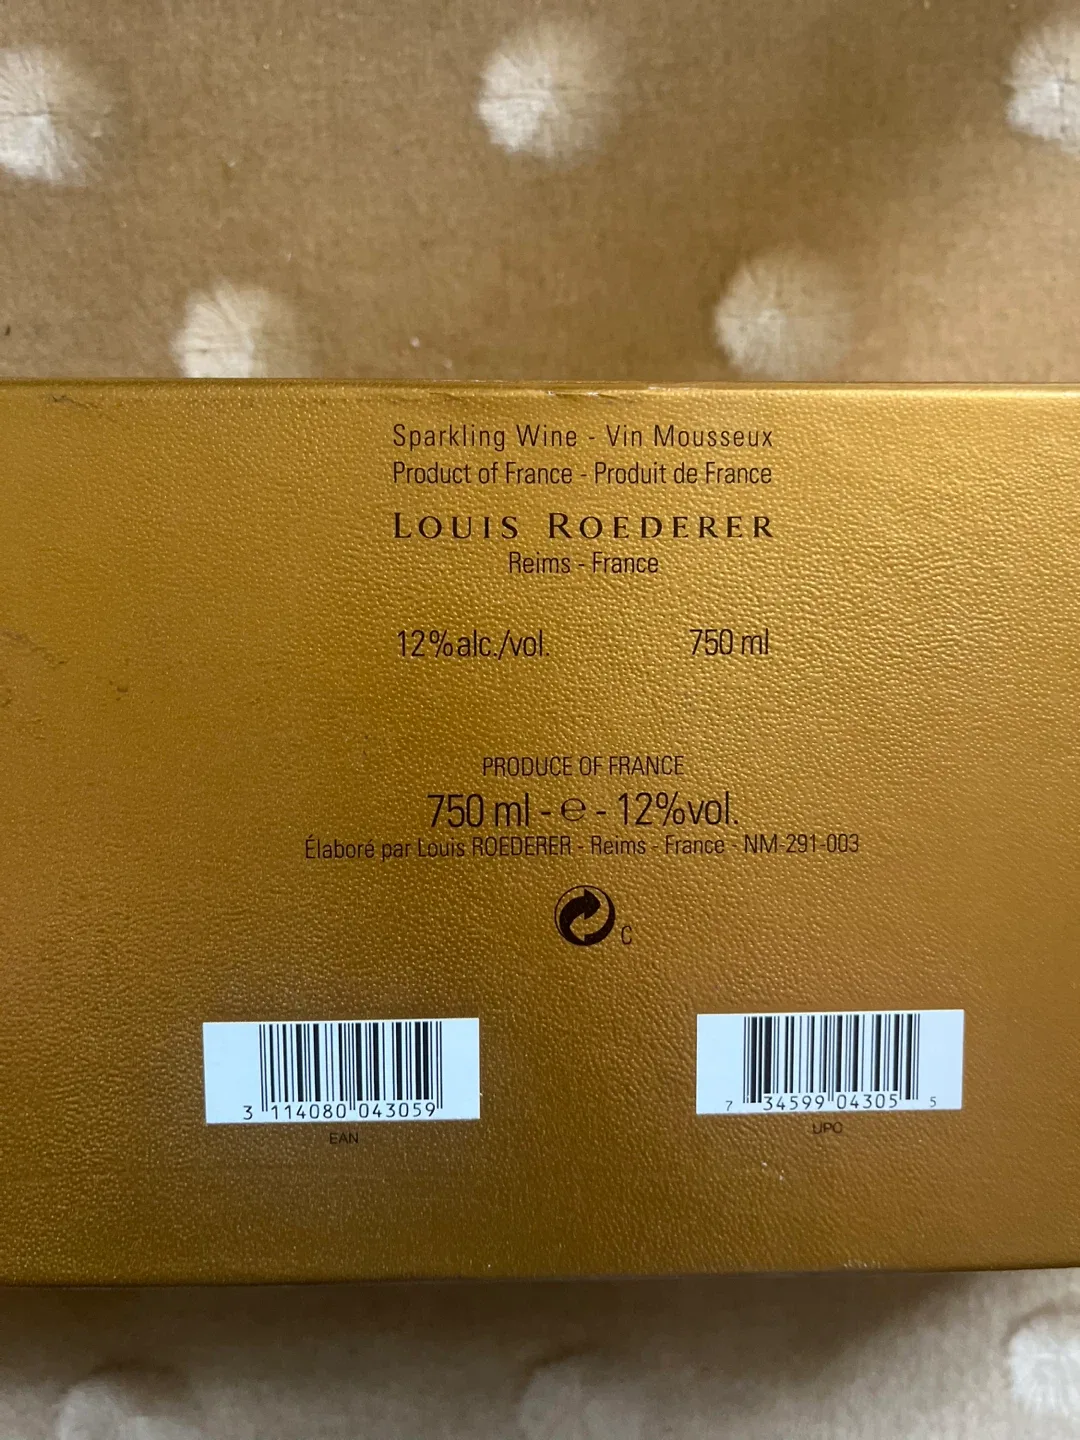 Sparkling Wine - Vin Mousseux
Product of France - Produit de France
LOUIS ROEDERER
Reims - France
12%alc./vol. 750 ml
PRODUCE OF FRANCE
750 ml - ℮ - 12%vol.
Élaboré par Louis ROEDERER - Reims - France - NM-291-003
C
3 114080 043059
EAN
7 34599 04305 5
UPC